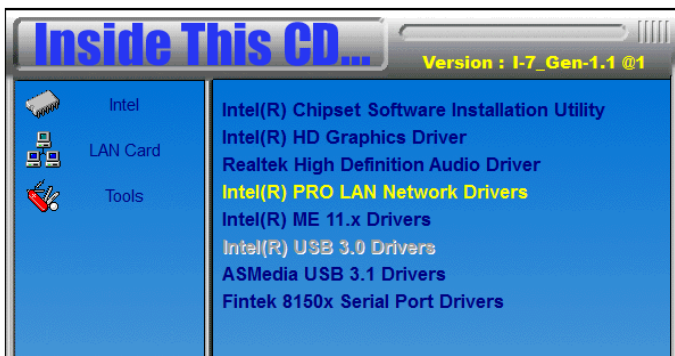 Inside This CD...
Version : I-7_Gen-1.1 @1
Intel
LAN Card
Tools
Intel(R) Chipset Software Installation Utility
Intel(R) HD Graphics Driver
Realtek High Definition Audio Driver
Intel(R) PRO LAN Network Drivers
Intel(R) ME 11.x Drivers
Intel(R) USB 3.0 Drivers
ASMedia USB 3.1 Drivers
Fintek 8150x Serial Port Drivers